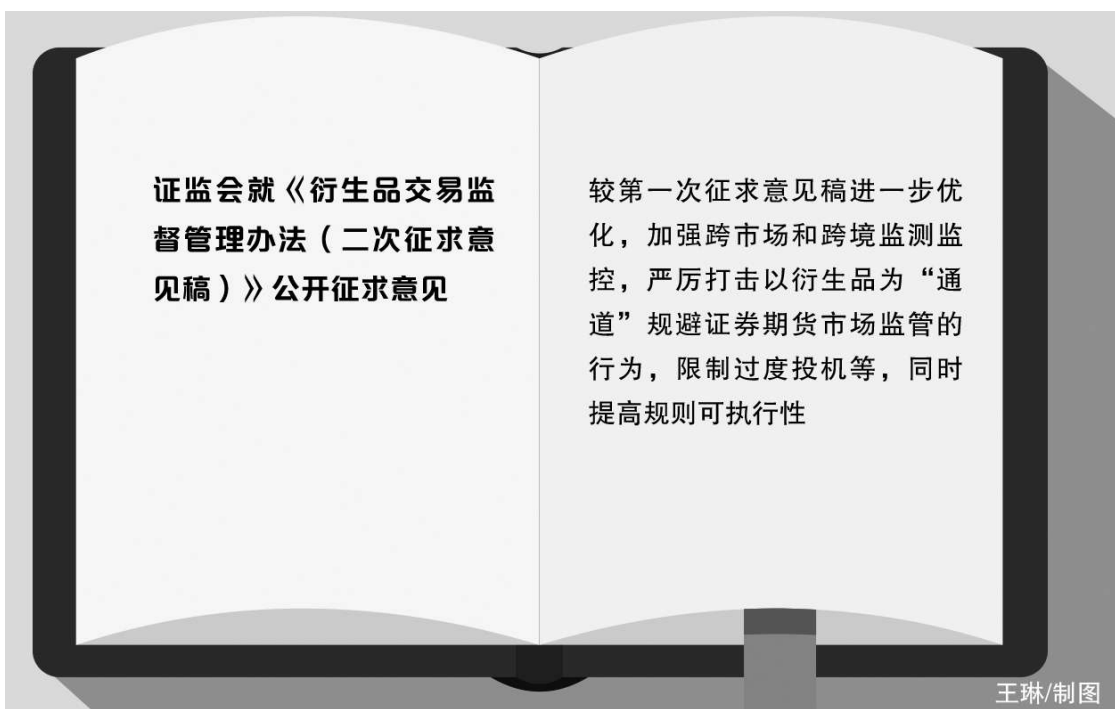 证监会就《衍生品交易监
督管理办法（二次征求意
见稿）》公开征求意见
较第一次征求意见稿进一步优
化，加强跨市场和跨境监测监
控，严厉打击以衍生品为“通
道”规避证券期货市场监管的
行为，限制过度投机等，同时
提高规则可执行性
王琳/制图